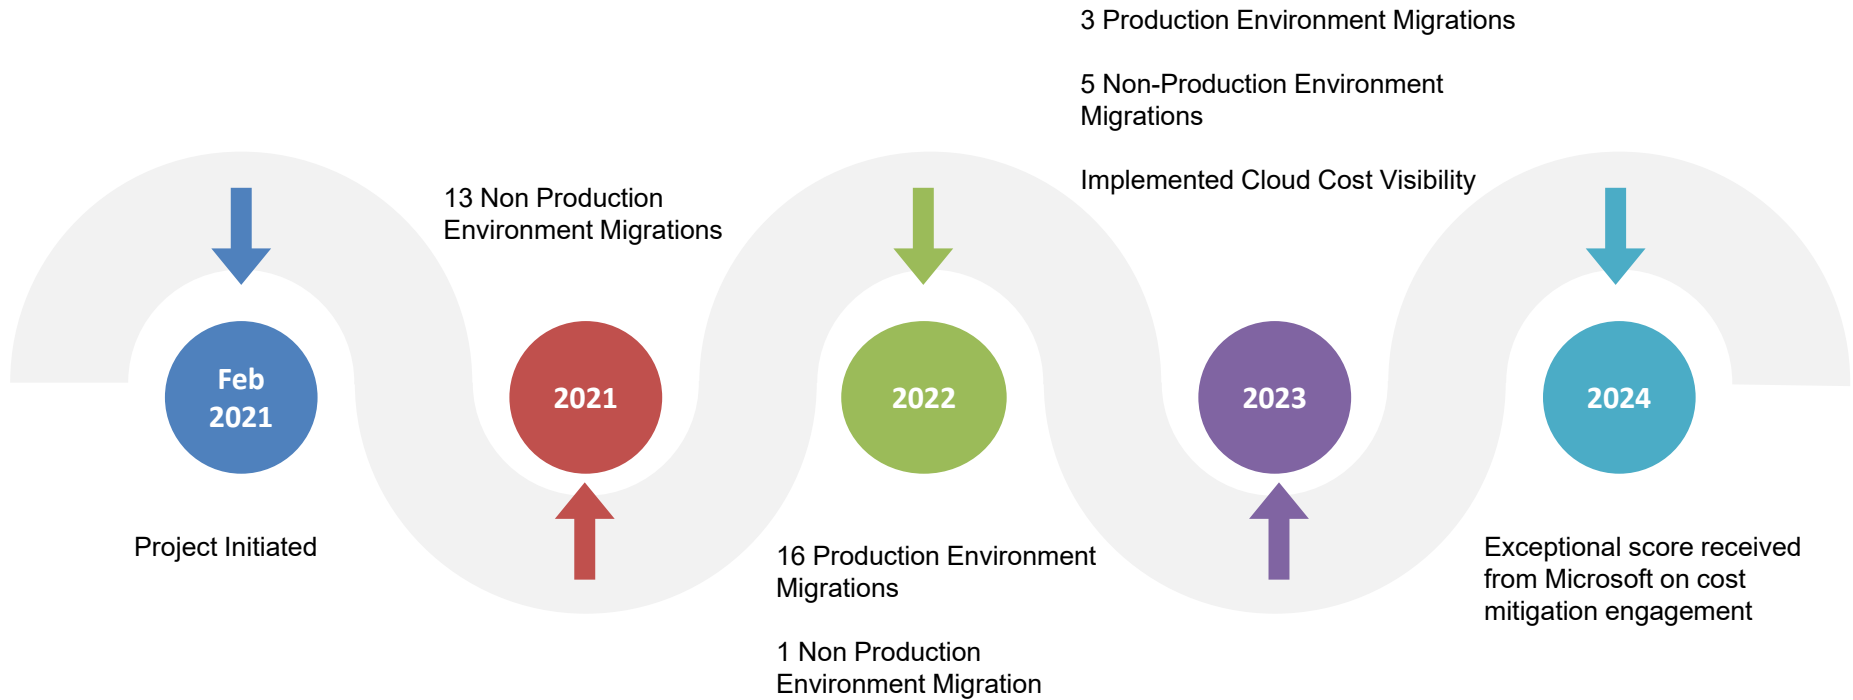 Feb
2021
Project Initiated
13 Non Production
Environment Migrations
2021
2022
16 Production Environment
Migrations
1 Non Production
Environment Migration
3 Production Environment Migrations
5 Non-Production Environment
Migrations
Implemented Cloud Cost Visibility
2023
2024
Exceptional score received
from Microsoft on cost
mitigation engagement